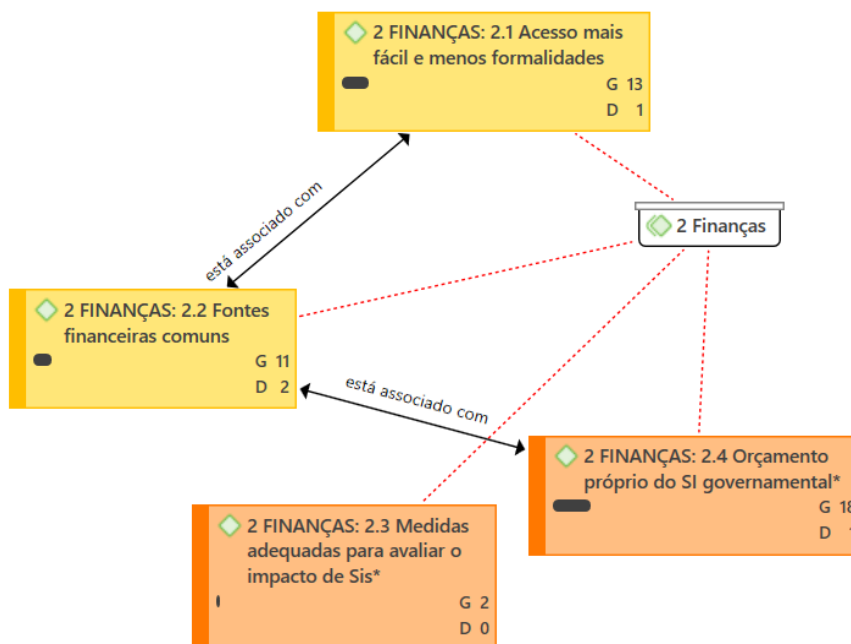 2 FINANÇAS: 2.1 Acesso mais
fácil e menos formalidades
G 13
D 1
está associado com
2 Finanças
2 FINANÇAS: 2.2 Fontes
financeiras comuns
G 11
D 2
está associado com
2 FINANÇAS: 2.4 Orçamento
próprio do SI governamental*
G 18
D
2 FINANÇAS: 2.3 Medidas
adequadas para avaliar o
impacto de Sis*
G 2
D 0